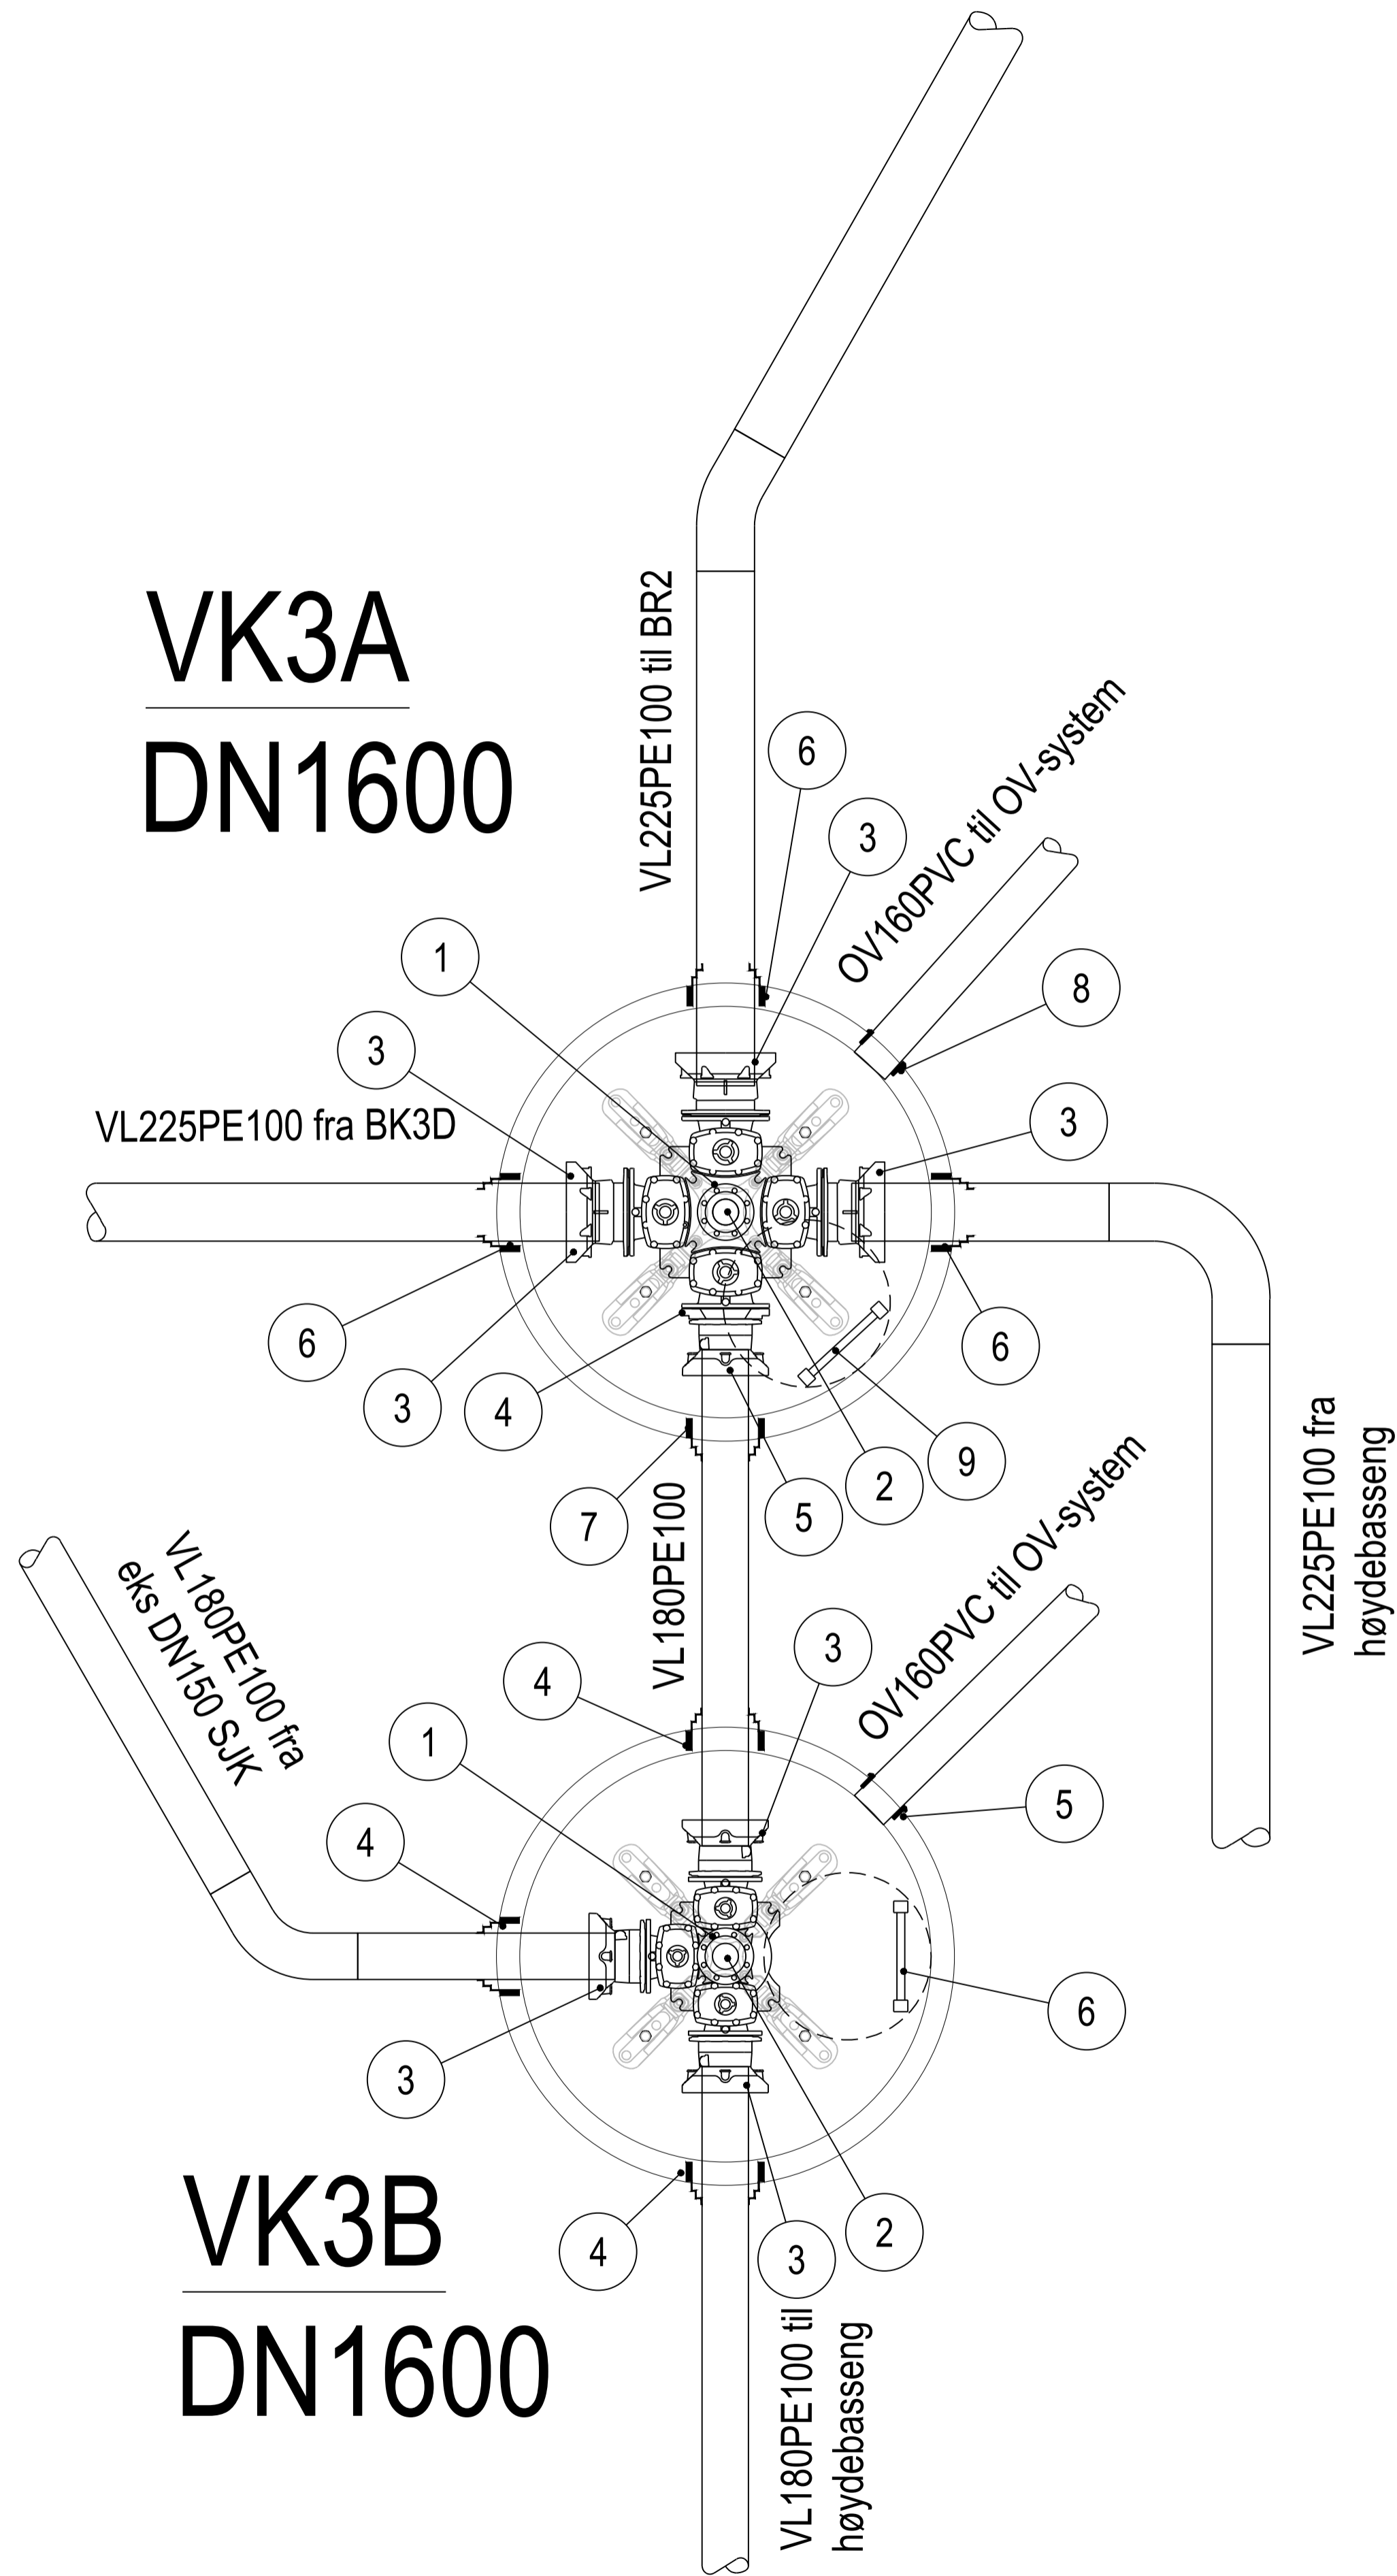 VK3A
DN1600
VL225PE100 til BR2
6
3
OV160PVC til OV-system
1
8
3
3
VL225PE100 fra BK3D
6
6
3
4
9
2
5
7
VL225PE100 fra
høydebasseng
VL180PE100
VL180PE100 fra
eks DN150 SJK
OV160PVC til OV-system
3
4
1
5
4
6
3
2
4
3
VK3B
DN1600
VL180PE100 til
høydebasseng